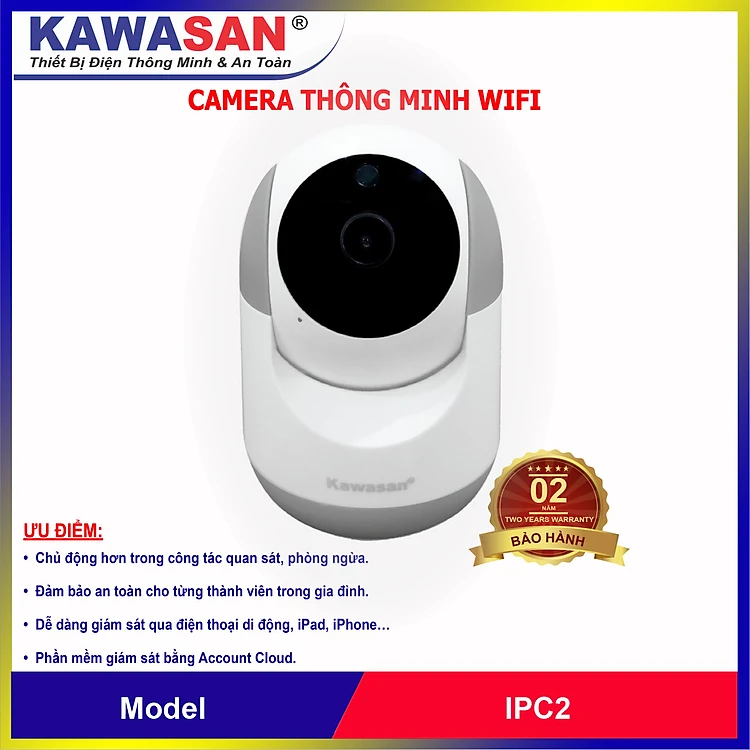 KAWASAN®
Thiết Bị Điện Thông Minh & An Toàn
CAMERA THÔNG MINH WIFI
Kawasan®
02
NĂM
TWO YEARS WARRANTY
BẢO HÀNH
ƯU ĐIỂM:
• Chủ động hơn trong công tác quan sát, phòng ngừa.
• Đảm bảo an toàn cho từng thành viên trong gia đình.
• Dễ dàng giám sát qua điện thoại di động, iPad, iPhone...
• Phần mềm giám sát bằng Account Cloud.
Model
IPC2